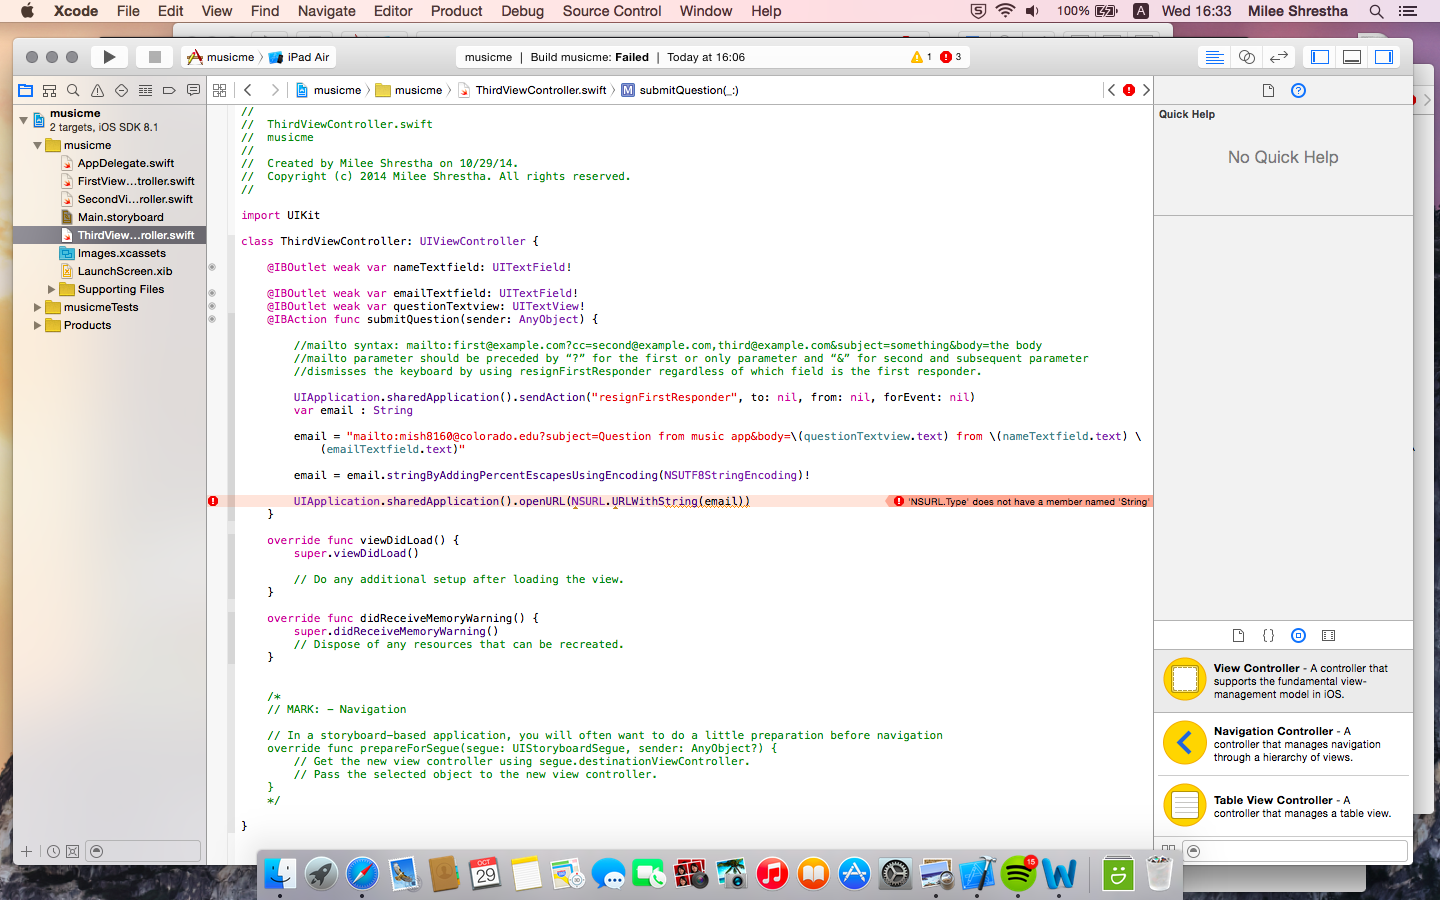 Xcode File Edit View Find Navigate Editor Product Debug Source Control Window Help 5 100% A Wed 16:33 Milee Shrestha
musicme iPad Air musicme | Build musicme: Failed | Today at 16:06 1 3
musicme musicme ThirdViewController.swift M submitQuestion(_:)
musicme
2 targets, iOS SDK 8.1
musicme
AppDelegate.swift
FirstView...troller.swift
SecondVi...roller.swift
Main.storyboard
ThirdView...roller.swift
Images.xcassets
LaunchScreen.xib
Supporting Files
musicmeTests
Products
//
// ThirdViewController.swift
// musicme
//
// Created by Milee Shrestha on 10/29/14.
// Copyright (c) 2014 Milee Shrestha. All rights reserved.
//
import UIKit
class ThirdViewController: UIViewController {
@IBOutlet weak var nameTextfield: UITextField!
@IBOutlet weak var emailTextfield: UITextField!
@IBOutlet weak var questionTextview: UITextView!
@IBAction func submitQuestion(sender: AnyObject) {
//mailto syntax: mailto:first@example.com?cc=second@example.com,third@example.com&subject=something&body=the body
//mailto parameter should be preceded by “?” for the first or only parameter and “&” for second and subsequent parameter
//dismisses the keyboard by using resignFirstResponder regardless of which field is the first responder.
UIApplication.sharedApplication().sendAction("resignFirstResponder", to: nil, from: nil, forEvent: nil)
var email : String
email = "mailto:mish8160@colorado.edu?subject=Question from music app&body=\(questionTextview.text) from \(nameTextfield.text) \
(emailTextfield.text)"
email = email.stringByAddingPercentEscapesUsingEncoding(NSUTF8StringEncoding)!
UIApplication.sharedApplication().openURL(NSURL.URLWithString(email))
'NSURL.Type' does not have a member named 'String'
}
override func viewDidLoad() {
super.viewDidLoad()
// Do any additional setup after loading the view.
}
override func didReceiveMemoryWarning() {
super.didReceiveMemoryWarning()
// Dispose of any resources that can be recreated.
}
/*
// MARK: - Navigation
// In a storyboard-based application, you will often want to do a little preparation before navigation
override func prepareForSegue(segue: UIStoryboardSegue, sender: AnyObject?) {
// Get the new view controller using segue.destinationViewController.
// Pass the selected object to the new view controller.
}
*/
}
Quick Help
No Quick Help
View Controller - A controller that
supports the fundamental view-
management model in iOS.
Navigation Controller - A
controller that manages navigation
through a hierarchy of views.
Table View Controller - A
controller that manages a table view.
OCT
29
15